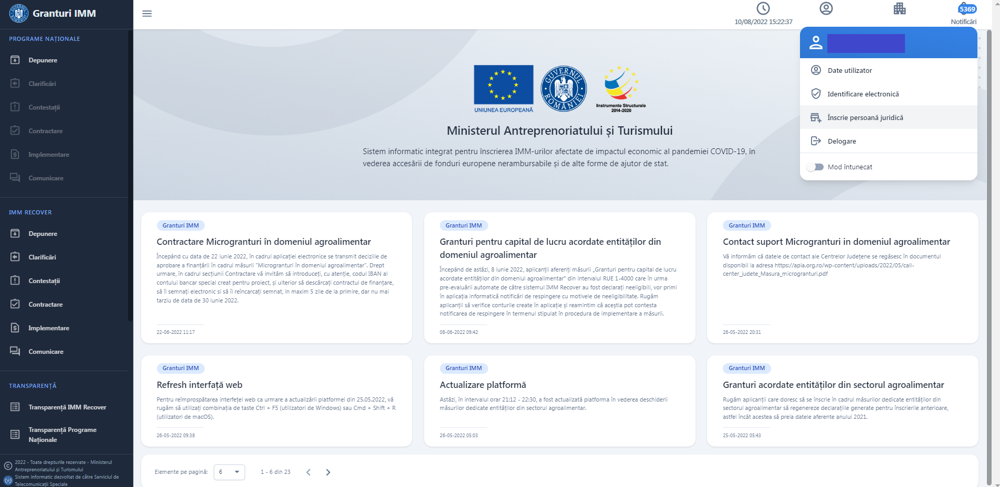 Granturi IMM
10/08/2022 15:22:37
5369
Notificări
PROGRAME NAȚIONALE
Depunere
Clarificări
Contestații
Contractare
Implementare
Comunicare
IMM RECOVER
Depunere
Clarificări
Contestații
Contractare
Implementare
Comunicare
TRANSPARENȚĂ
Transparență IMM Recover
Transparență Programe
Naționale
2022 - Toate drepturile rezervate - Ministerul
Antreprenoriatului și Turismului
Sistem informatic dezvoltat de către Serviciul de
Telecomunicații Speciale
UNIUNEA EUROPEANĂ
GUVERNUL ROMÂNIEI
Instrumente Structurale
2014-2020
Ministerul Antreprenoriatului și Turismului
Sistem informatic integrat pentru înscrierea IMM-urilor afectate de impactul economic al pandemiei COVID-19, în
vederea accesării de fonduri europene nerambursabile și de alte forme de ajutor de stat.
Date utilizator
Identificare electronică
Înscrie persoană juridică
Delogare
Mod întunecat
Granturi IMM
Contractare Microgranturi în domeniul agroalimentar
Începând cu data de 22 iunie 2022, în cadrul aplicației electronice se transmit deciziile de
aprobare a finanțării în cadrul măsurii "Microgranturi în domeniul agroalimentar". Drept
urmare, în cadrul secțiunii Contractare vă invităm să introduceți, cu atenție, codul IBAN al
contului bancar special creat pentru proiect, și ulterior să descărcați contractul de finanțare,
să îl semnați electronic si să îl reîncarcați semnat, in maxim 5 zile de la primire, dar nu mai
tarziu de data de 30 iunie 2022.
22-06-2022 11:17
Granturi IMM
Granturi pentru capital de lucru acordate entităților din
domeniul agroalimentar
Începând de astăzi, 8 iunie 2022, aplicanții aferenți măsurii „Granturi pentru capital de lucru
acordate entităților din domeniul agroalimentar” din intervalul RUE 1-4000 care în urma
pre-evaluării automate de către sistemul IMM Recover au fost declarați neeligibili, vor primi
în aplicația informatică notificări de respingere cu motivele de neeligibilitate. Rugăm
aplicanții să verifice conturile create în aplicație și reamintim că aceștia pot contesta
notificarea de respingere în termenul stipulat în procedura de implementare a măsurii.
08-06-2022 09:42
Granturi IMM
Contact suport Microgranturi in domeniul agroalimentar
Vă informăm că datele de contact ale Centrelor Județene se regăsesc în documentul
disponibil la adresa https://apia.org.ro/wp-content/uploads/2022/05/call-
center_judete_Masura_microgranturi.pdf
26-05-2022 20:31
Granturi IMM
Refresh interfață web
Pentru reîmprospătarea interfeței web ca urmare a actualizării platformei din 25.05.2022, vă
rugăm să utilizați combinația de taste Ctrl + F5 (utilizatori de Windows) sau Cmd + Shift + R
(utilizatori de macOS).
26-05-2022 09:38
Granturi IMM
Actualizare platformă
Astăzi, în intervalul orar 21:12 - 22:30, a fost actualizată platforma în vederea deschiderii
măsurilor dedicate entităților din sectorul agroalimentar.
26-05-2022 05:03
Granturi IMM
Granturi acordate entităților din sectorul agroalimentar
Rugăm aplicanții care doresc să se înscrie în cadrul măsurilor dedicate entităților din
sectorul agroalimentar să regenereze declarațiile generate pentru înscrierile anterioare,
astfel încât acestea să preia datele aferente anului 2021.
25-05-2022 05:43
Elemente pe pagină: 6 1 - 6 din 23